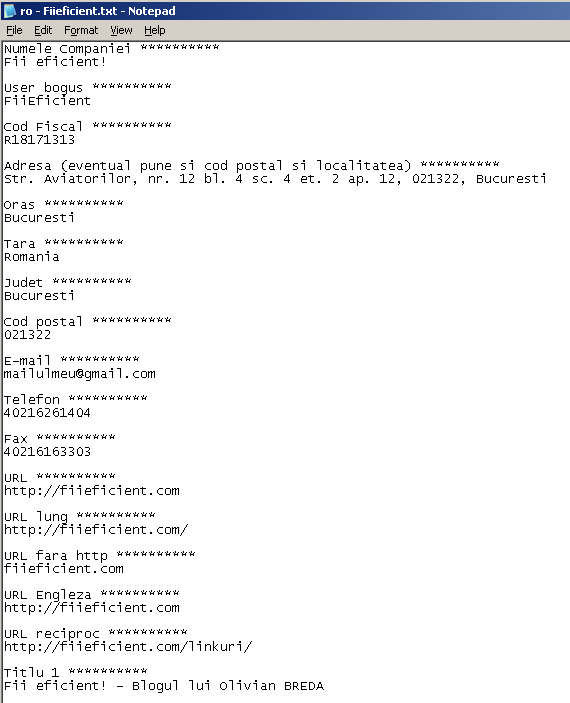 ro - Fiieficient.txt - Notepad
File Edit Format View Help
Numele Companiei **********
Fii eficient!
User bogus **********
FiiEficient
Cod Fiscal **********
R18171313
Adresa (eventual pune si cod postal si localitatea) **********
Str. Aviatorilor, nr. 12 bl. 4 sc. 4 et. 2 ap. 12, 021322, Bucuresti
Oras **********
Bucuresti
Tara **********
Romania
Judet **********
Bucuresti
Cod postal **********
021322
E-mail **********
mailulmeu@gmail.com
Telefon **********
40216261404
Fax **********
40216163303
URL **********
http://fiieficient.com
URL lung **********
http://fiieficient.com/
URL fara http **********
fiieficient.com
URL Engleza **********
http://fiieficient.com
URL reciproc **********
http://fiieficient.com/linkuri/
Titlu 1 **********
Fii eficient! - Blogul lui Olivian BREDA